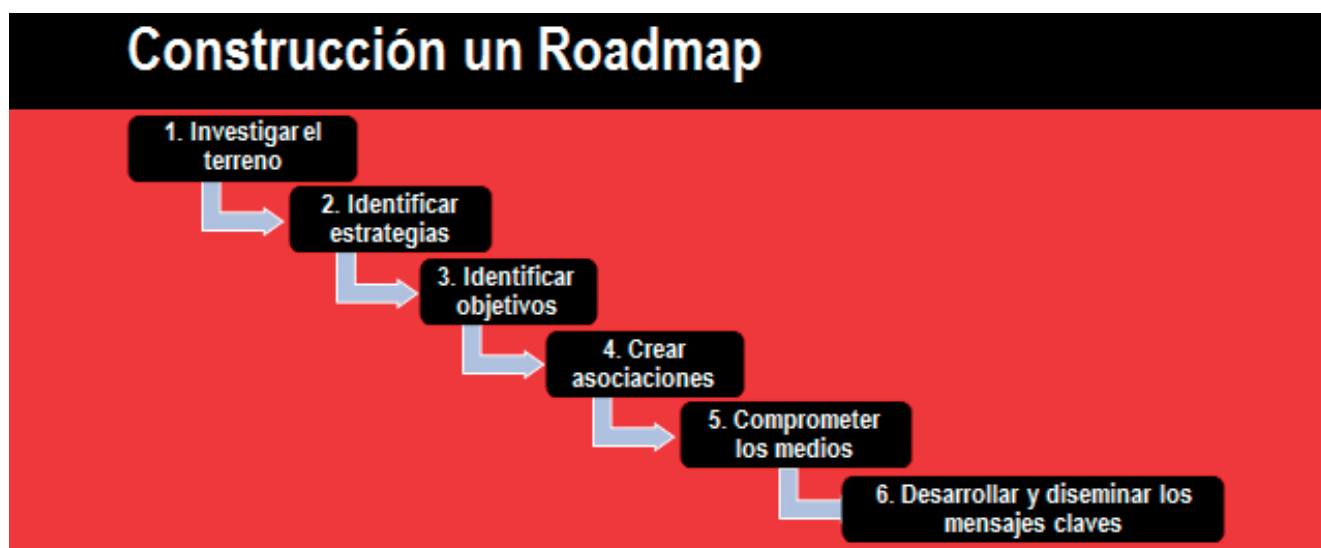 Construcción un Roadmap
1. Investigar el
terreno
2. Identificar
estrategias
3. Identificar
objetivos
4. Crear
asociaciones
5. Comprometer
los medios
6. Desarrollar y diseminar los
mensajes claves